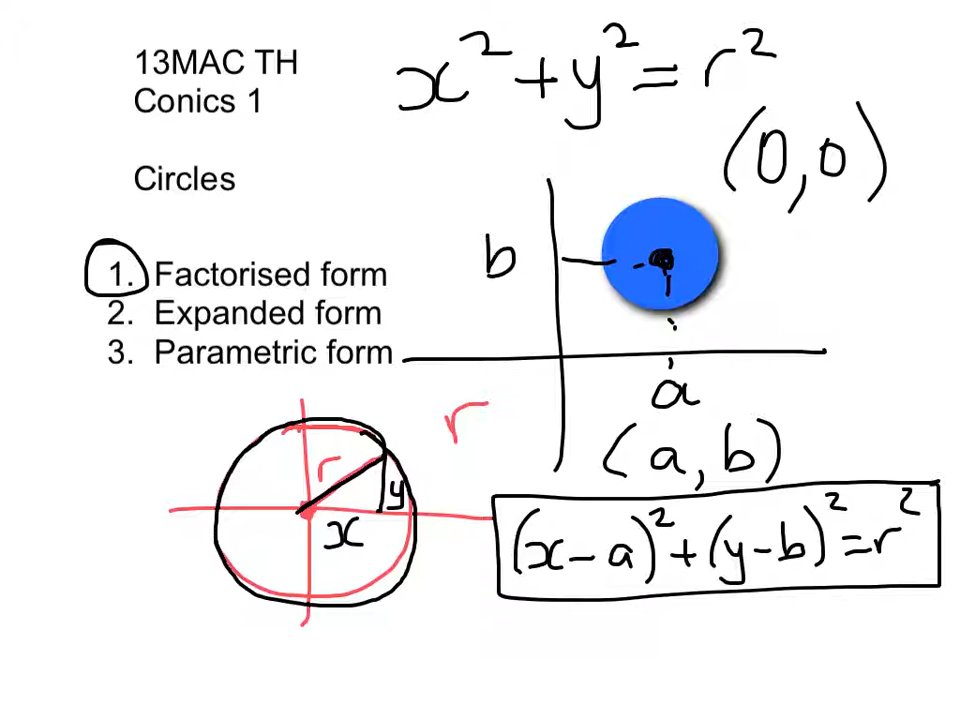 13MAC TH
Conics 1
x² + y² = r²
(0,0)
Circles
b
1. Factorised form
2. Expanded form
3. Parametric form
a
r
(a, b)
r
y
x
(x-a)² + (y-b)² = r²